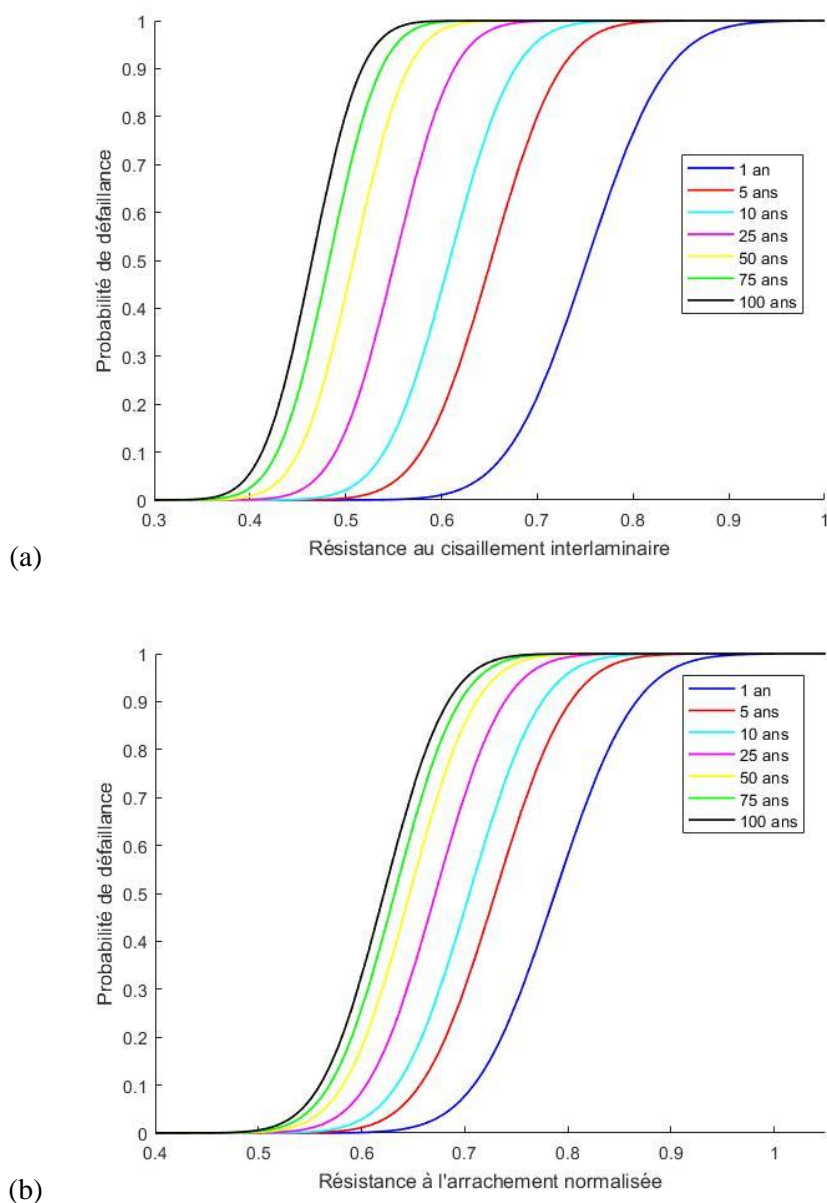 1
0.9
0.8
0.7
0.6
0.5
0.4
0.3
0.2
0.1
0
Probabilité de défaillance
1 an
5 ans
10 ans
25 ans
50 ans
75 ans
100 ans
0.3 0.4 0.5 0.6 0.7 0.8 0.9 1
Résistance au cisaillement interlaminaire
(a)
1
0.9
0.8
0.7
0.6
0.5
0.4
0.3
0.2
0.1
0
Probabilité de défaillance
1 an
5 ans
10 ans
25 ans
50 ans
75 ans
100 ans
0.4 0.5 0.6 0.7 0.8 0.9 1
Résistance à l'arrachement normalisée
(b)